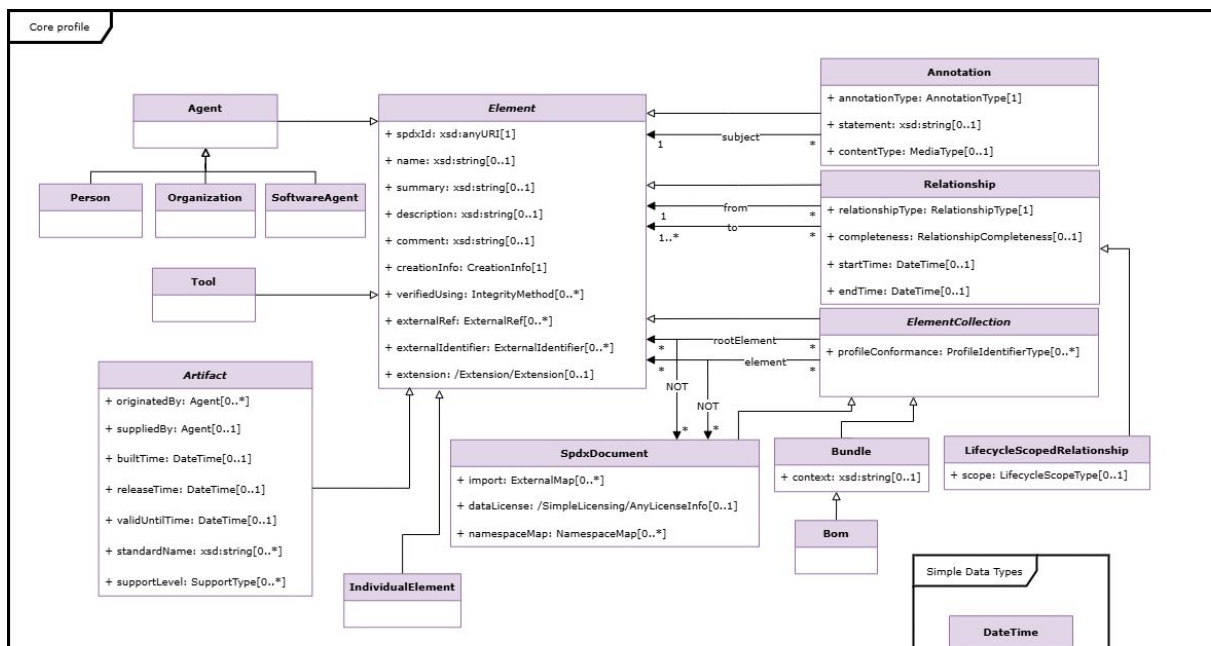 Core profile
Agent
Person
Organization
SoftwareAgent
Tool
Artifact
+ originatedBy: Agent[0..*]
+ suppliedBy: Agent[0..1]
+ builtTime: DateTime[0..1]
+ releaseTime: DateTime[0..1]
+ validUntilTime: DateTime[0..1]
+ standardName: xsd:string[0..*]
+ supportLevel: SupportType[0..*]
Element
+ spdxId: xsd:anyURI[1]
+ name: xsd:string[0..1]
+ summary: xsd:string[0..1]
+ description: xsd:string[0..1]
+ comment: xsd:string[0..1]
+ creationInfo: CreationInfo[1]
+ verifiedUsing: IntegrityMethod[0..*]
+ externalRef: ExternalRef[0..*]
+ externalIdentifier: ExternalIdentifier[0..*]
+ extension: /Extension/Extension[0..1]
IndividualElement
1
subject
*
1
from
*
1..*
to
*
*
rootElement
*
*
element
*
NOT
NOT
*
*
Annotation
+ annotationType: AnnotationType[1]
+ statement: xsd:string[0..1]
+ contentType: MediaType[0..1]
Relationship
+ relationshipType: RelationshipType[1]
+ completeness: RelationshipCompleteness[0..1]
+ startTime: DateTime[0..1]
+ endTime: DateTime[0..1]
ElementCollection
+ profileConformance: ProfileIdentifierType[0..*]
SpdxDocument
+ import: ExternalMap[0..*]
+ dataLicense: /SimpleLicensing/AnyLicenseInfo[0..1]
+ namespaceMap: NamespaceMap[0..*]
Bundle
+ context: xsd:string[0..1]
Bom
LifecycleScopedRelationship
+ scope: LifecycleScopeType[0..1]
Simple Data Types
DateTime